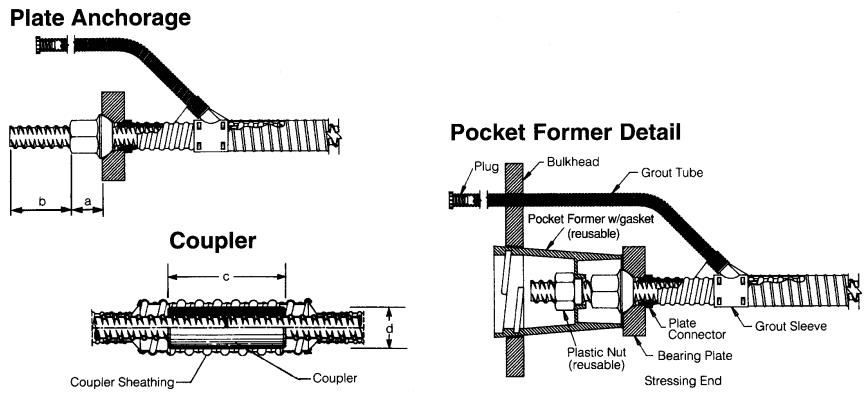 Plate Anchorage
b
a
Coupler
c
d
Coupler Sheathing
Coupler
Pocket Former Detail
Plug
Bulkhead
Grout Tube
Pocket Former w/gasket
(reusable)
Plastic Nut
(reusable)
Plate
Connector
Grout Sleeve
Bearing Plate
Stressing End